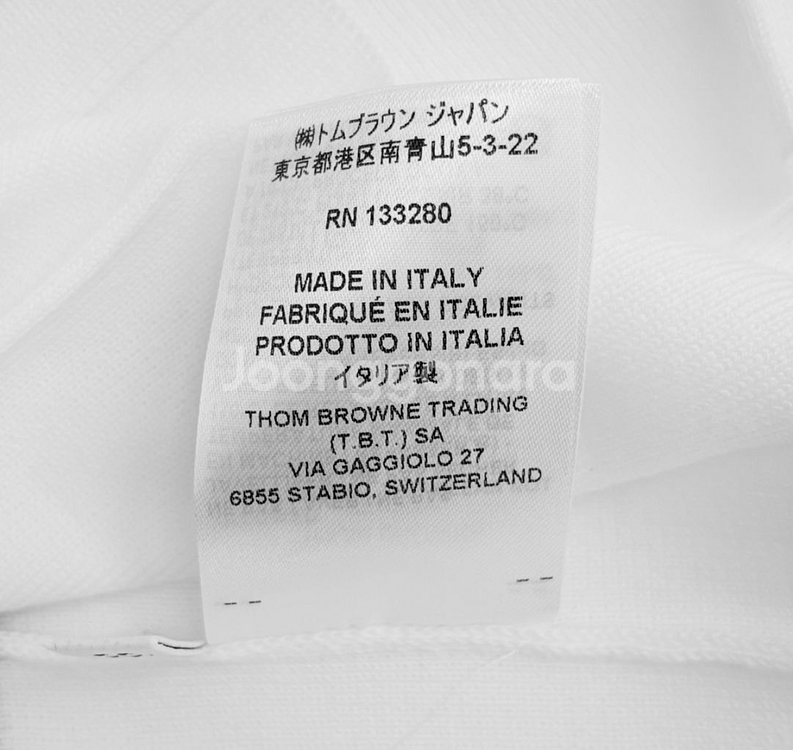 ㈱トムブラウン ジャパン
東京都港区南青山5-3-22
RN 133280
MADE IN ITALY
FABRIQUÉ EN ITALIE
PRODOTTO IN ITALIA
イタリア製
Joonggonara
THOM BROWNE TRADING
(T.B.T.) SA
VIA GAGGIOLO 27
6855 STABIO, SWITZERLAND